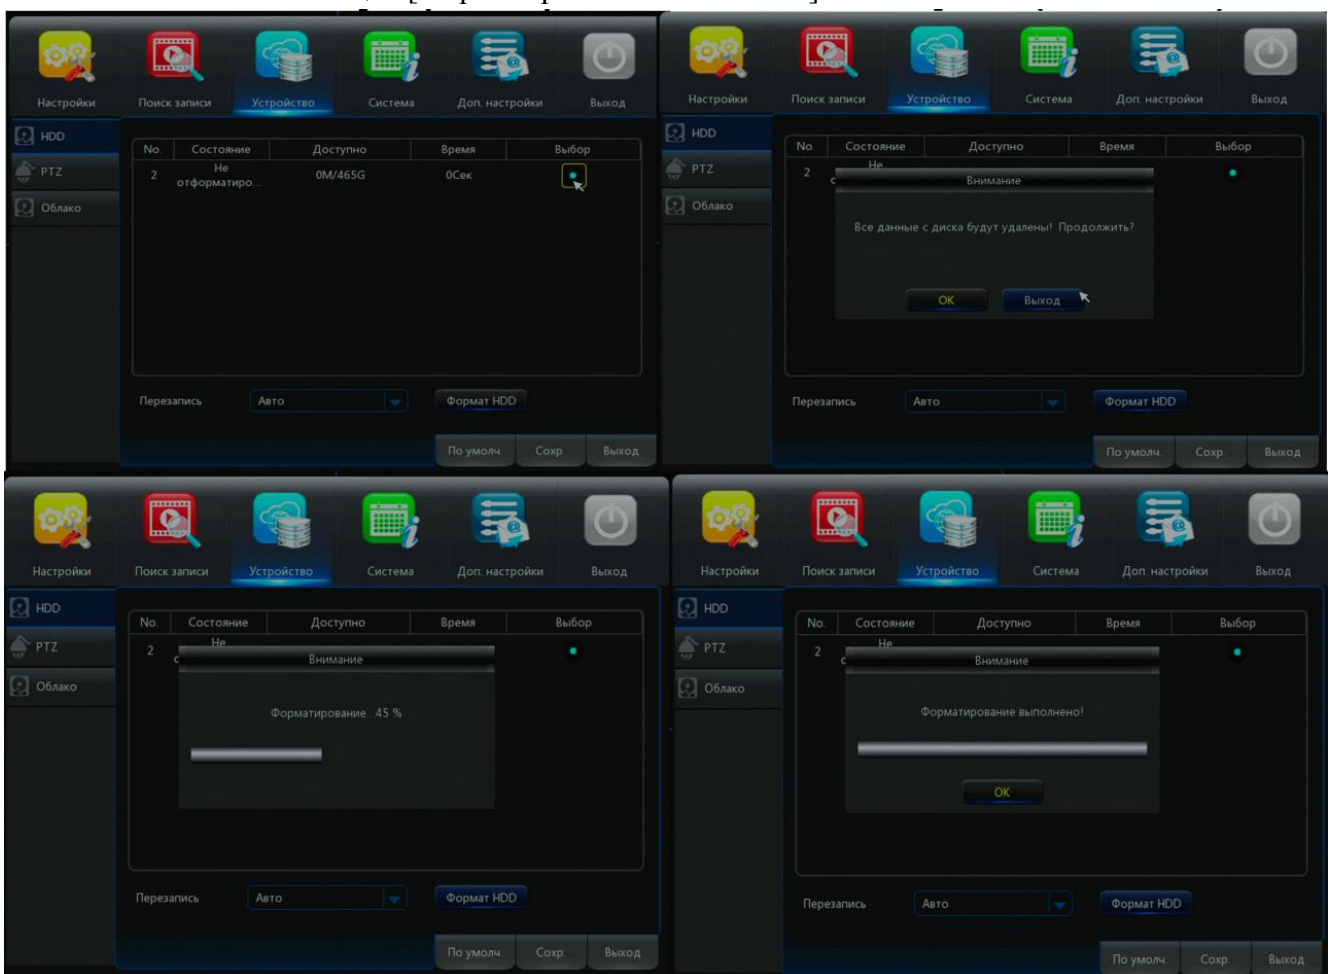 Настройки Поиск записи Устройство Система Доп. настройки Выход
HDD
PTZ
Облако
No. Состояние Доступно Время Выбор
2 Не отформатиро... 0M/465G 0Сек
Перезапись Авто Формат HDD
По умолч. Сохр. Выход
Настройки Поиск записи Устройство Система Доп. настройки Выход
HDD
PTZ
Облако
No. Состояние Доступно Время Выбор
2 Не
Внимание
Все данные с диска будут удалены! Продолжить?
OK Выход
Перезапись Авто Формат HDD
По умолч. Сохр. Выход
Настройки Поиск записи Устройство Система Доп. настройки Выход
HDD
PTZ
Облако
No. Состояние Доступно Время Выбор
2 Не
Внимание
Форматирование...45 %
Перезапись Авто Формат HDD
По умолч. Сохр. Выход
Настройки Поиск записи Устройство Система Доп. настройки Выход
HDD
PTZ
Облако
No. Состояние Доступно Время Выбор
2 Не
Внимание
Форматирование выполнено!
OK
Перезапись Авто Формат HDD
По умолч. Сохр. Выход